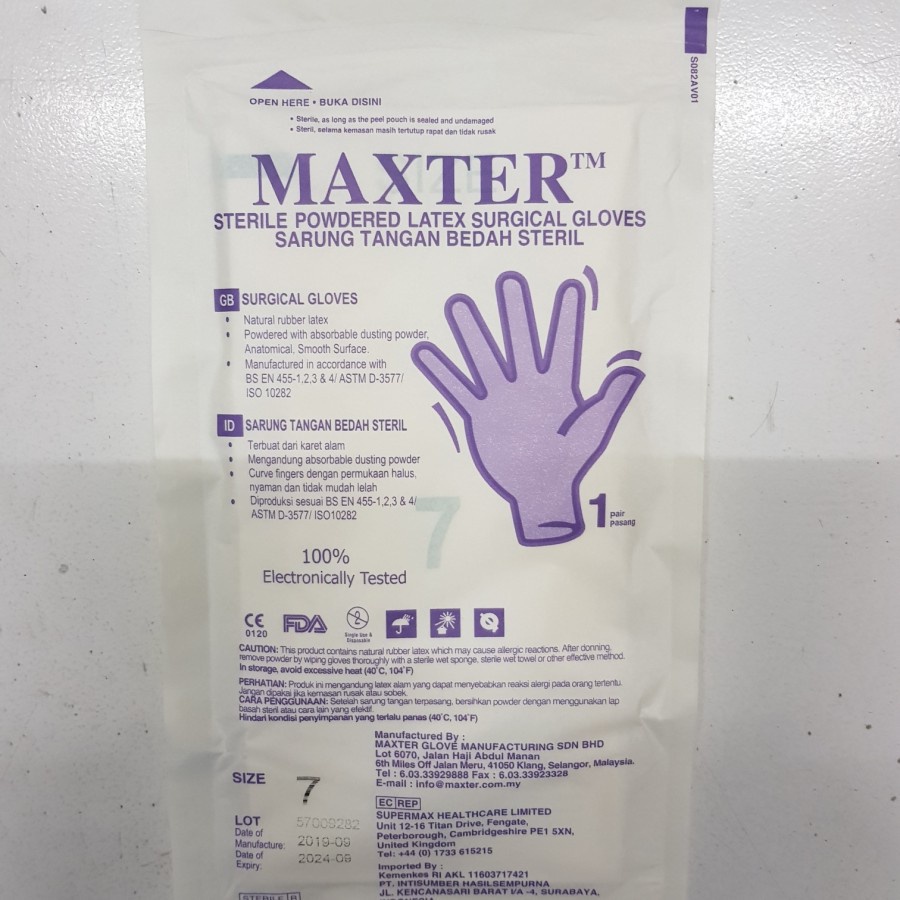 S082AV01
OPEN HERE • BUKA DISINI
• Sterile, as long as the peel pouch is sealed and undamaged
• Steril, selama kemasan masih tertutup rapat dan tidak rusak
MAXTER™
STERILE POWDERED LATEX SURGICAL GLOVES
SARUNG TANGAN BEDAH STERIL
GB SURGICAL GLOVES
• Natural rubber latex
• Powdered with absorbable dusting powder,
Anatomical, Smooth Surface.
• Manufactured in accordance with
BS EN 455-1,2,3 & 4/ ASTM D-3577/
ISO 10282
ID SARUNG TANGAN BEDAH STERIL
• Terbuat dari karet alam
• Mengandung absorbable dusting powder
• Curve fingers dengan permukaan halus,
nyaman dan tidak mudah lelah
• Diproduksi sesuai BS EN 455-1,2,3 & 4/
ASTM D-3577/ ISO10282
7
1 pair
pasang
100%
Electronically Tested
CE
0120
FDA
2
Single Use &
Disposable
CAUTION: This product contains natural rubber latex which may cause allergic reactions. After donning,
remove powder by wiping gloves thoroughly with a sterile wet sponge, sterile wet towel or other effective method.
In storage, avoid excessive heat (40°C, 104°F)
PERHATIAN: Produk ini mengandung latex alam yang dapat menyebabkan reaksi alergi pada orang tertentu.
Jangan dipakai jika kemasan rusak atau sobek.
CARA PENGGUNAAN: Setelah sarung tangan terpasang, bersihkan powder dengan menggunakan lap
basah steril atau cara lain yang efektif.
Hindari kondisi penyimpanan yang terlalu panas (40°C, 104°F)
Manufactured By :
MAXTER GLOVE MANUFACTURING SDN BHD
Lot 6070, Jalan Haji Abdul Manan
6th Miles Off Jalan Meru, 41050 Klang, Selangor, Malaysia.
Tel : 6.03.33929888 Fax : 6.03.33923328
E-mail : info@maxter.com.my
SIZE 7
EC REP
SUPERMAX HEALTHCARE LIMITED
Unit 12-16 Titan Drive, Fengate,
Peterborough, Cambridgeshire PE1 5XN,
United Kingdom
Tel: +44 (0) 1733 615215
LOT 57009282
Date of
Manufacture: 2019-09
Date of
Expiry: 2024-08
Imported By :
Kemenkes RI AKL 11603717421
PT. INTISUMBER HASILSEMPURNA
JL. KENCANASARI BARAT I/A -4, SURABAYA,
STERILE R